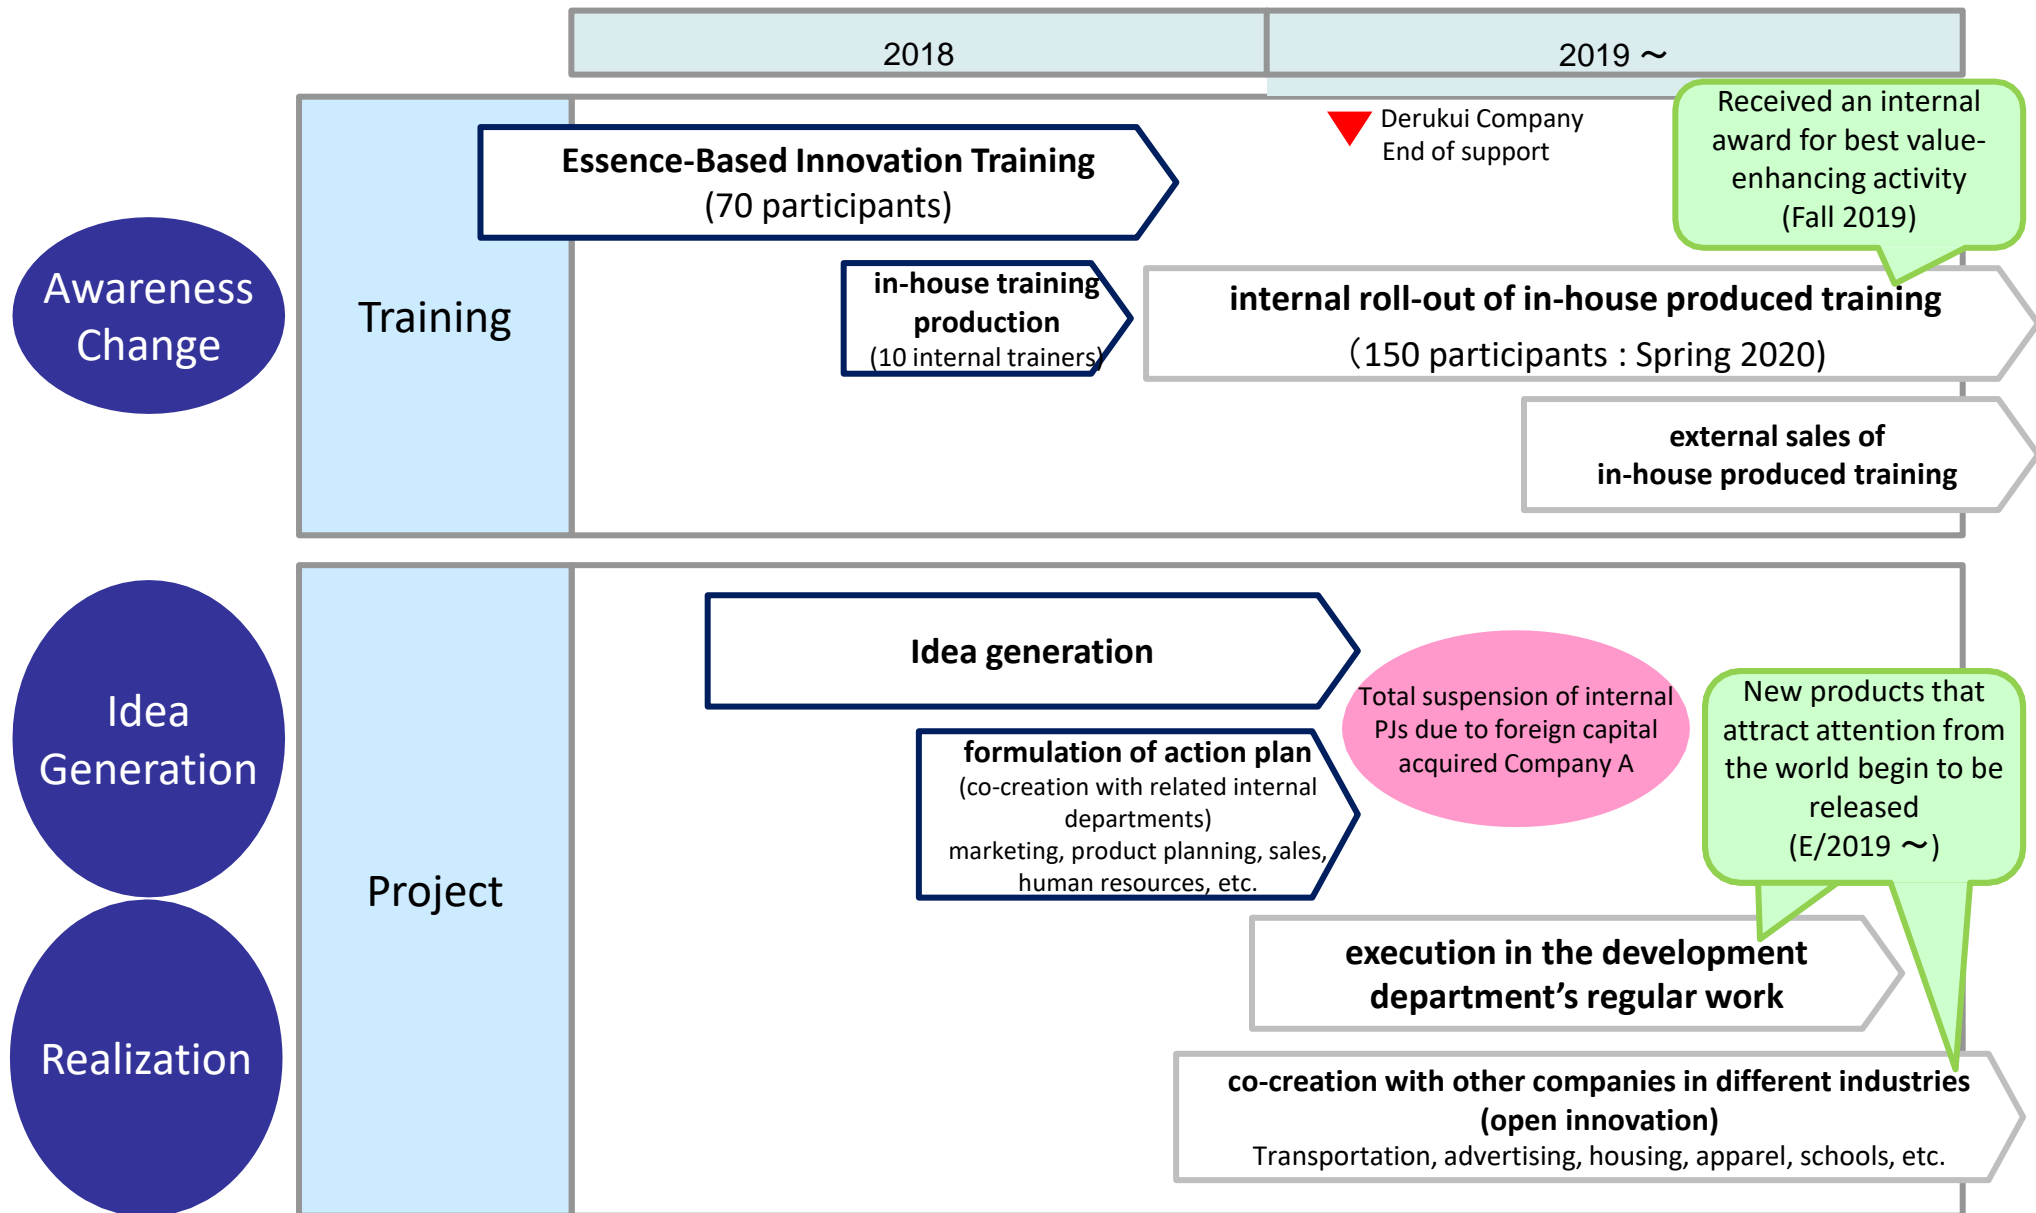 2018
2019 ～
Derukui Company
End of support
Received an internal
award for best value-
enhancing activity
(Fall 2019)
Awareness
Change
Training
Essence-Based Innovation Training
(70 participants)
in-house training
production
(10 internal trainers)
internal roll-out of in-house produced training
（150 participants : Spring 2020)
external sales of
in-house produced training
Idea
Generation
Realization
Project
Idea generation
formulation of action plan
(co-creation with related internal
departments)
marketing, product planning, sales,
human resources, etc.
Total suspension of internal
PJs due to foreign capital
acquired Company A
New products that
attract attention from
the world begin to be
released
(E/2019 ～)
execution in the development
department’s regular work
co-creation with other companies in different industries
(open innovation)
Transportation, advertising, housing, apparel, schools, etc.